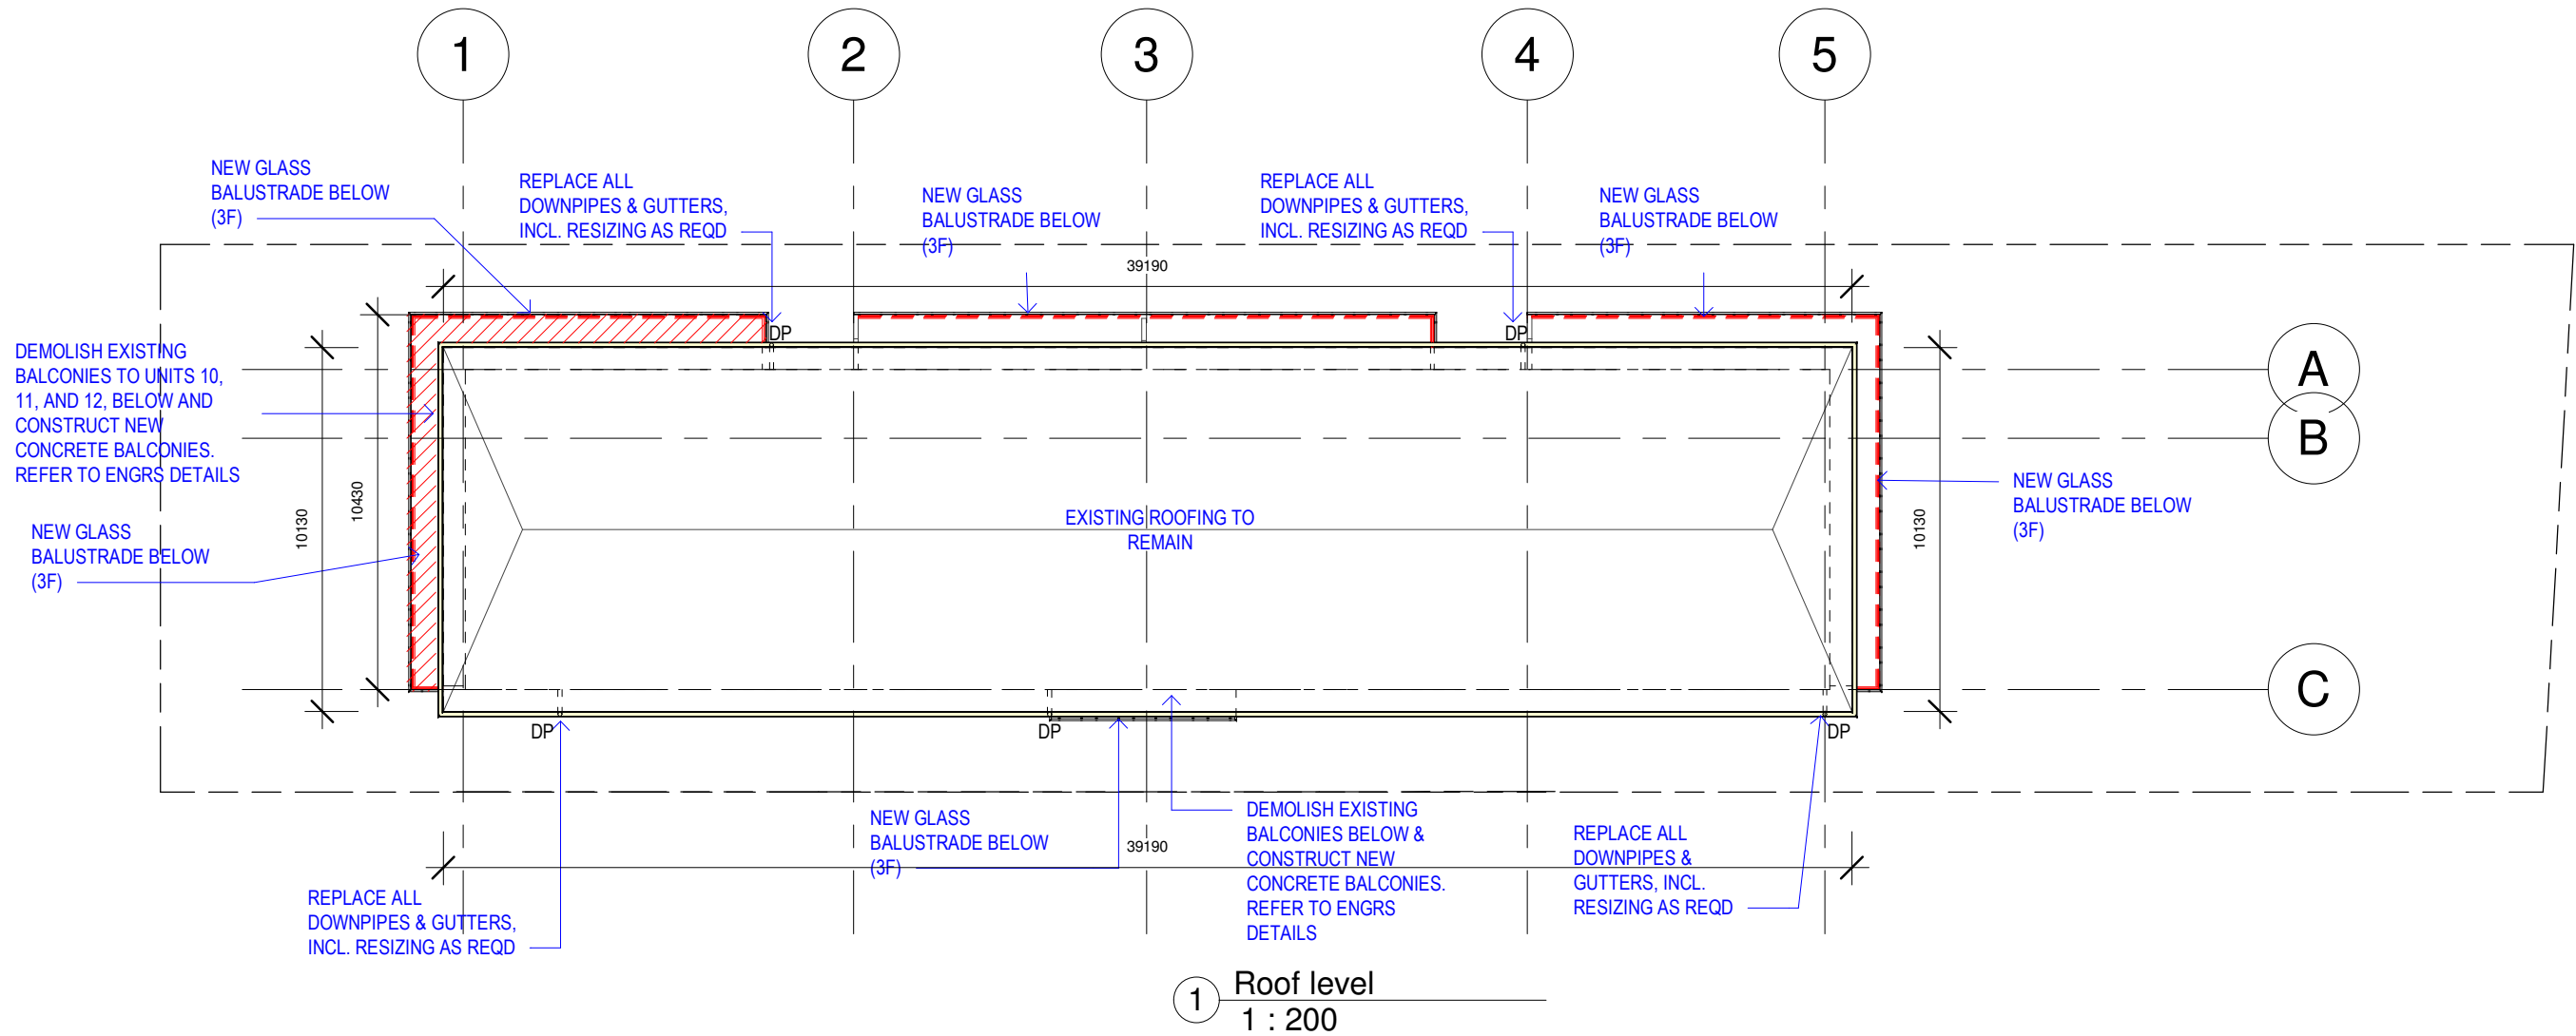 1
2
3
4
5
NEW GLASS
BALUSTRADE BELOW
(3F)
REPLACE ALL
DOWNPIPES & GUTTERS,
INCL. RESIZING AS REQD
NEW GLASS
BALUSTRADE BELOW
(3F)
REPLACE ALL
DOWNPIPES & GUTTERS,
INCL. RESIZING AS REQD
NEW GLASS
BALUSTRADE BELOW
(3F)
39190
DP
DP
DEMOLISH EXISTING
BALCONIES TO UNITS 10,
11, AND 12, BELOW AND
CONSTRUCT NEW
CONCRETE BALCONIES.
REFER TO ENGRS DETAILS
A
B
C
10130
10430
NEW GLASS
BALUSTRADE BELOW
(3F)
EXISTING ROOFING TO
REMAIN
10130
NEW GLASS
BALUSTRADE BELOW
(3F)
DP
DP
DP
NEW GLASS
BALUSTRADE BELOW
(3F)
39190
DEMOLISH EXISTING
BALCONIES BELOW &
CONSTRUCT NEW
CONCRETE BALCONIES.
REFER TO ENGRS
DETAILS
REPLACE ALL
DOWNPIPES &
GUTTERS, INCL.
RESIZING AS REQD
REPLACE ALL
DOWNPIPES & GUTTERS,
INCL. RESIZING AS REQD
1
Roof level
1 : 200